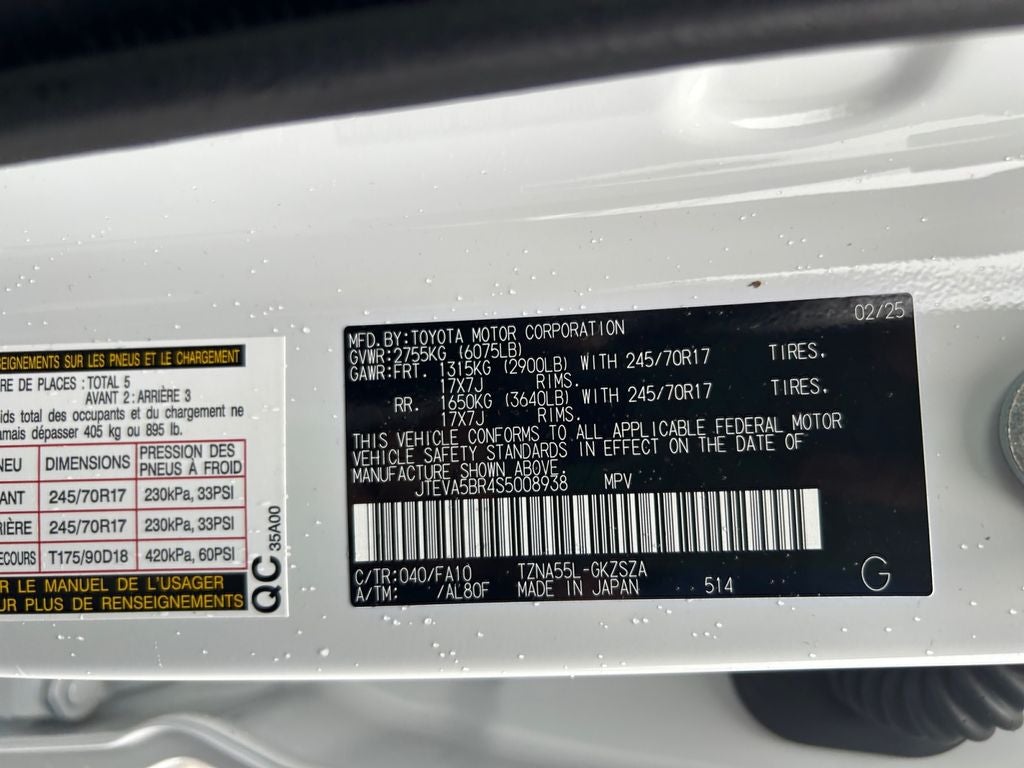 SEIGNEMENTS SUR LES PNEUS ET LE CHARGEMENT
RE DE PLACES : TOTAL 5
AVANT 2 : ARRIÈRE 3
ids total des occupants et du chargement ne
amais dépasser 405 kg ou 895 lb.
NEU DIMENSIONS PRESSION DES PNEUS À FROID
ANT 245/70R17 230kPa, 33PSI
RIÈRE 245/70R17 230kPa, 33PSI
ECOURS T175/90D18 420kPa, 60PSI
R LE MANUEL DE L'USAGER
UR PLUS DE RENSEIGNEMENTS
QC 35A00
02/25
MFD.BY:TOYOTA MOTOR CORPORATION
GVWR:2755KG (6075LB)
GAWR:FRT. 1315KG (2900LB) WITH 245/70R17 TIRES.
17X7J RIMS.
RR. 1650KG (3640LB) WITH 245/70R17 TIRES.
17X7J RIMS.
THIS VEHICLE CONFORMS TO ALL APPLICABLE FEDERAL MOTOR
VEHICLE SAFETY STANDARDS IN EFFECT ON THE DATE OF
MANUFACTURE SHOWN ABOVE.
JTEVA5BR4S5008938 MPV
C/TR:040/FA10 TZNA55L-GKZSZA
A/TM: /AL80F MADE IN JAPAN 514
G